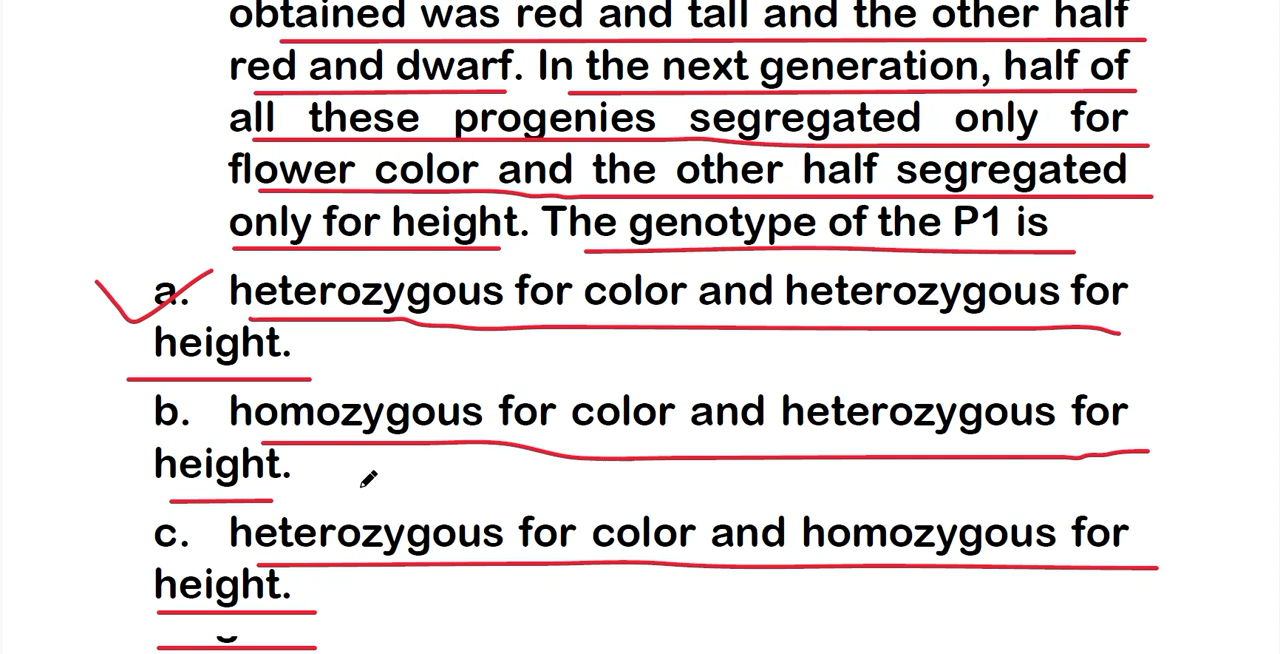 obtained was red and tall and the other half
red and dwarf. In the next generation, half of
all these progenies segregated only for
flower color and the other half segregated
only for height. The genotype of the P1 is
a. heterozygous for color and heterozygous for
height.
b. homozygous for color and heterozygous for
height.
c. heterozygous for color and homozygous for
height.